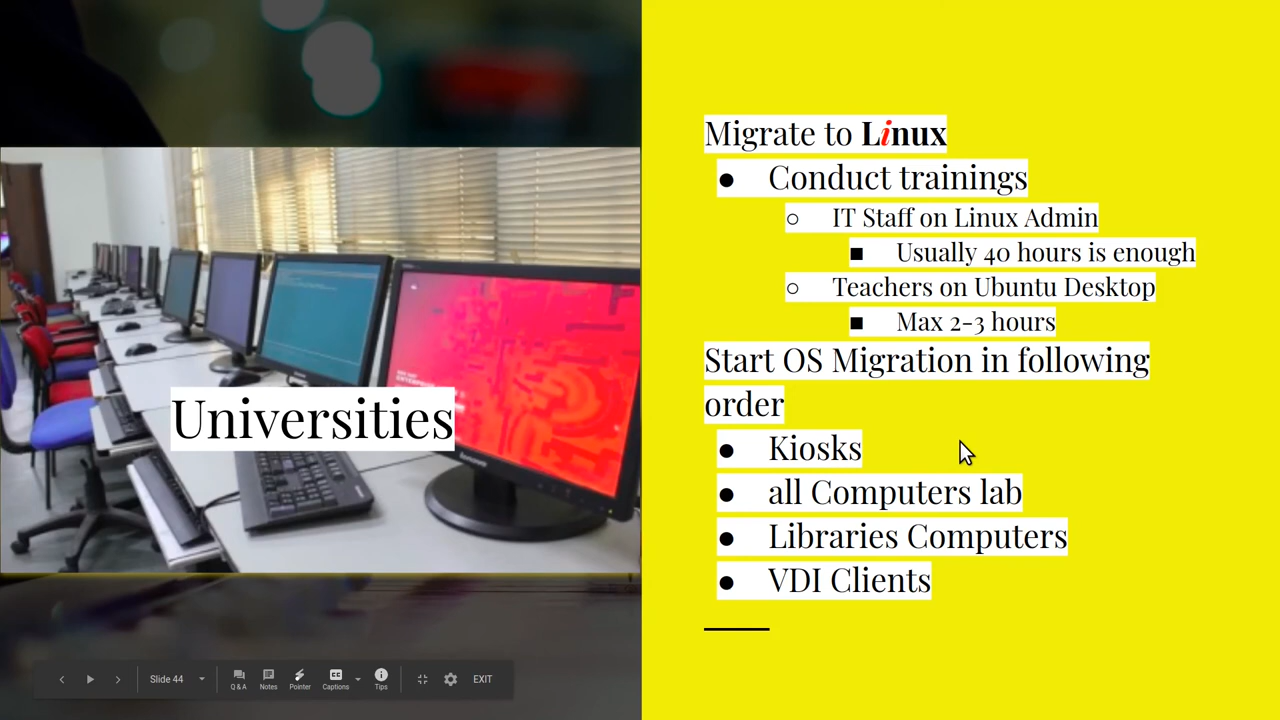 Migrate to Linux
● Conduct trainings
○ IT Staff on Linux Admin
■ Usually 40 hours is enough
○ Teachers on Ubuntu Desktop
■ Max 2-3 hours
Start OS Migration in following
order
● Kiosks
● all Computers lab
● Libraries Computers
● VDI Clients
Universities
Slide 44
Q & A
Notes
Pointer
CC
Captions
Tips
EXIT